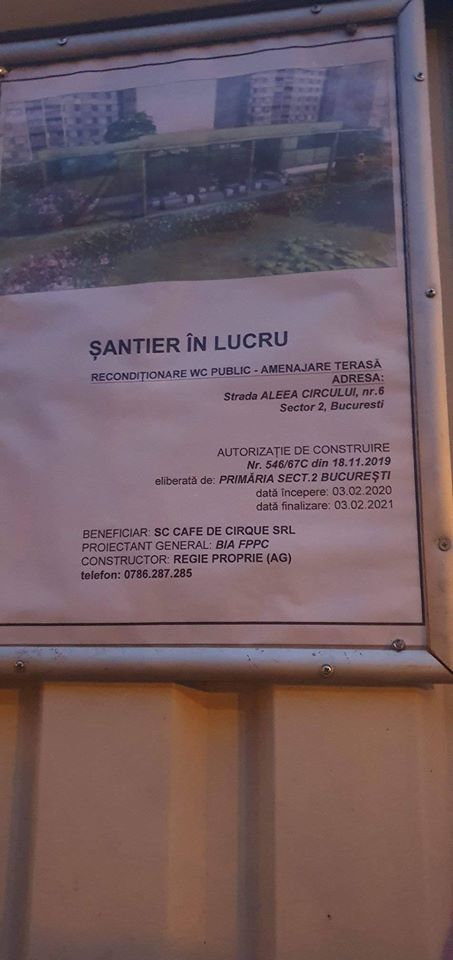 ȘANTIER ÎN LUCRU
RECONDIȚIONARE WC PUBLIC - AMENAJARE TERASĂ
ADRESA:
Strada ALEEA CIRCULUI, nr.6
Sector 2, Bucuresti
AUTORIZAȚIE DE CONSTRUIRE
Nr. 546/67C din 18.11.2019
eliberată de: PRIMĂRIA SECT.2 BUCUREȘTI
dată începere: 03.02.2020
dată finalizare: 03.02.2021
BENEFICIAR: SC CAFE DE CIRQUE SRL
PROIECTANT GENERAL: BIA FPPC
CONSTRUCTOR: REGIE PROPRIE (AG)
telefon: 0786.287.285